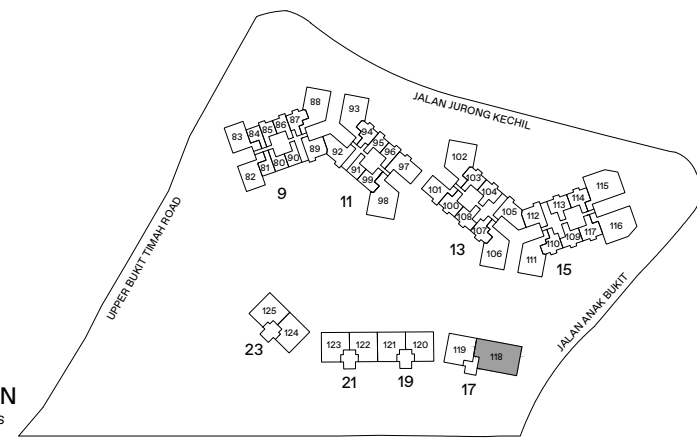 JALAN JURONG KECHIL
UPPER BUKIT TIMAH ROAD
JALAN ANAK BUKIT
83 84 85 86 87 88
82 81 80 90 89
9
93 94 95 96 97
92 91 99 98
11
102 103 104 105
101 100 108 107 106
13
112 113 114 115
111 110 109 117 116
15
125
124
23
123 122 121 120
21 19
119 118
17
N
S